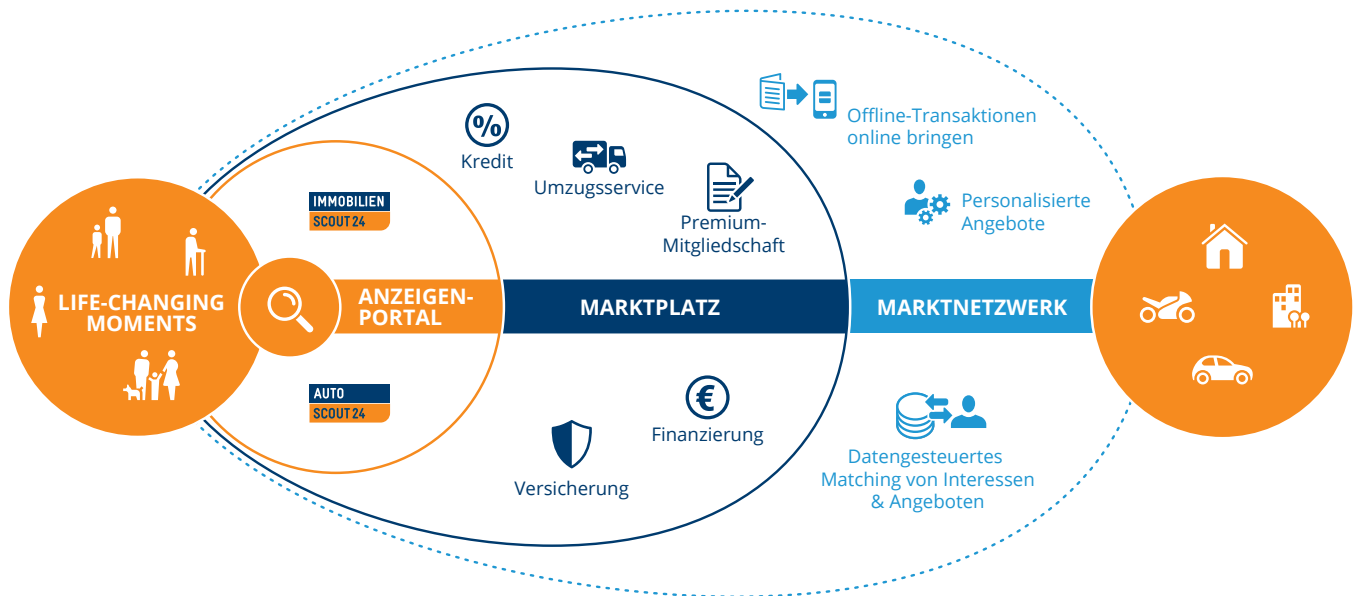 Offline-Transaktionen
online bringen
Kredit
Umzugsservice
Premium-
Mitgliedschaft
Personalisierte
Angebote
IMMOBILIEN
SCOUT24
LIFE-CHANGING
MOMENTS
ANZEIGEN-
PORTAL
MARKTPLATZ
MARKTNETZWERK
AUTO
SCOUT24
Versicherung
€
Finanzierung
Datengesteuertes
Matching von Interessen
& Angeboten
%